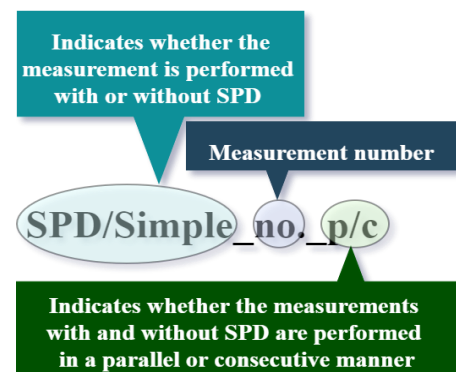 Indicates whether the
measurement is performed
with or without SPD
Measurement number
SPD/Simple_no._p/c
Indicates whether the measurements
with and without SPD are performed
in a parallel or consecutive manner